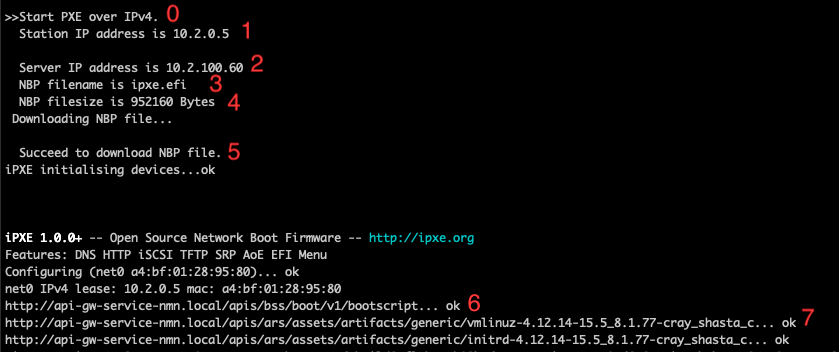 >>Start PXE over IPv4. 0
Station IP address is 10.2.0.5 1
Server IP address is 10.2.100.60 2
NBP filename is ipxe.efi 3
NBP filesize is 952160 Bytes 4
Downloading NBP file...
Succeed to download NBP file. 5
iPXE initialising devices...ok
iPXE 1.0.0+ -- Open Source Network Boot Firmware -- http://ipxe.org
Features: DNS HTTP iSCSI TFTP SRP AoE EFI Menu
Configuring (net0 a4:bf:01:28:95:80)... ok
net0 IPv4 lease: 10.2.0.5 mac: a4:bf:01:28:95:80
http://api-gw-service-nmn.local/apis/bss/boot/v1/bootscript... ok 6
http://api-gw-service-nmn.local/apis/ars/assets/artifacts/generic/vmlinuz-4.12.14-15.5_8.1.77-cray_shasta_c... ok 7
http://api-gw-service-nmn.local/apis/ars/assets/artifacts/generic/initrd-4.12.14-15.5_8.1.77-cray_shasta_c... ok